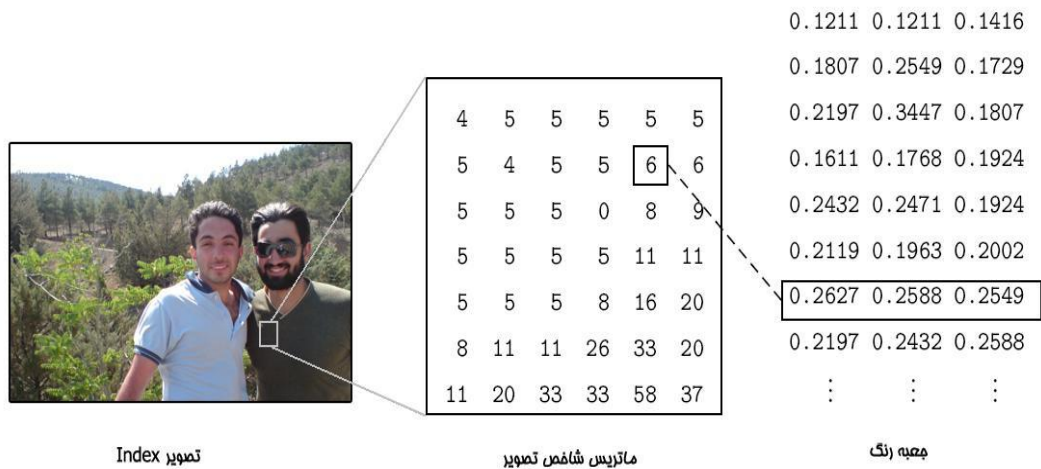 4 5 5 5 5 5
5 4 5 5 6 6
5 5 5 0 8 9
5 5 5 5 11 11
5 5 5 8 16 20
8 11 11 26 33 20
11 20 33 33 58 37
0.1211 0.1211 0.1416
0.1807 0.2549 0.1729
0.2197 0.3447 0.1807
0.1611 0.1768 0.1924
0.2432 0.2471 0.1924
0.2119 0.1963 0.2002
0.2627 0.2588 0.2549
0.2197 0.2432 0.2588
⋮ ⋮ ⋮
تصویر Index
ماتریس شاخص تصویر
جعبه رنگ